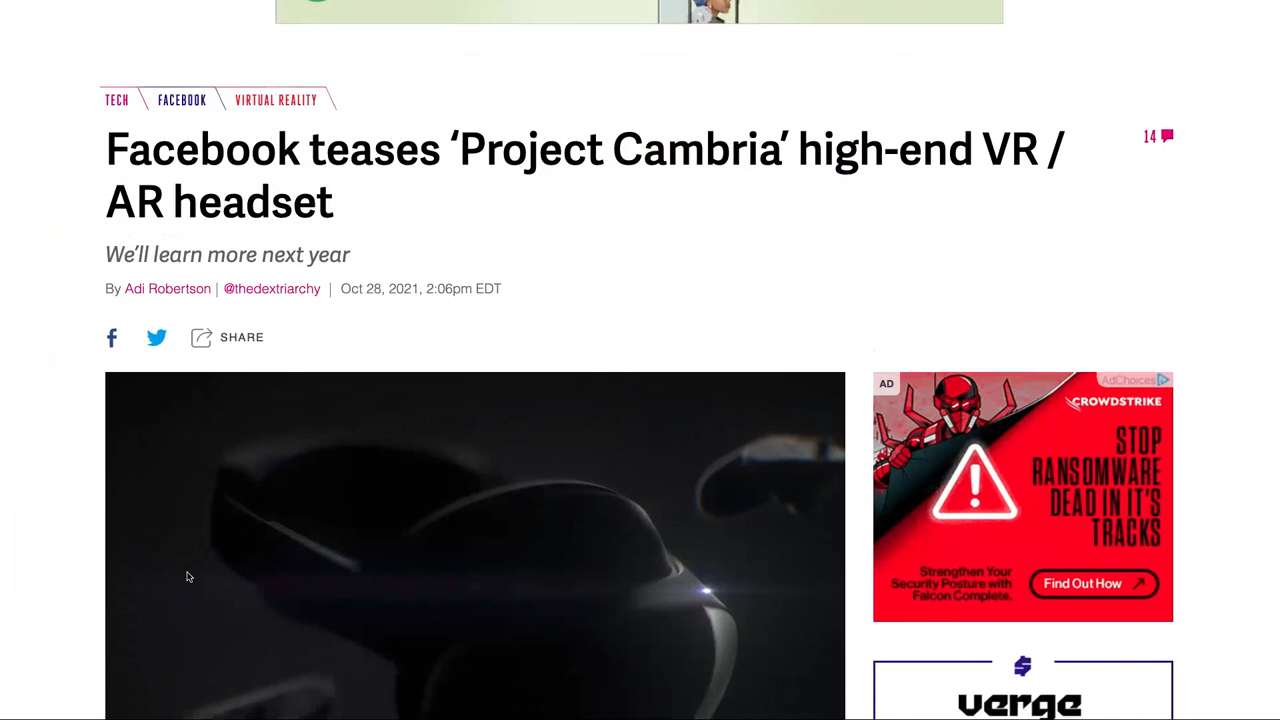 TECH
FACEBOOK
VIRTUAL REALITY
Facebook teases ‘Project Cambria’ high-end VR /
AR headset
14
We’ll learn more next year
By Adi Robertson | @thedextriarchy | Oct 28, 2021, 2:06pm EDT
SHARE
AD
AdChoices
CROWDSTRIKE
STOP
RANSOMWARE
DEAD IN IT'S
TRACKS
Strengthen Your
Security Posture with
Falcon Complete.
Find Out How
verge